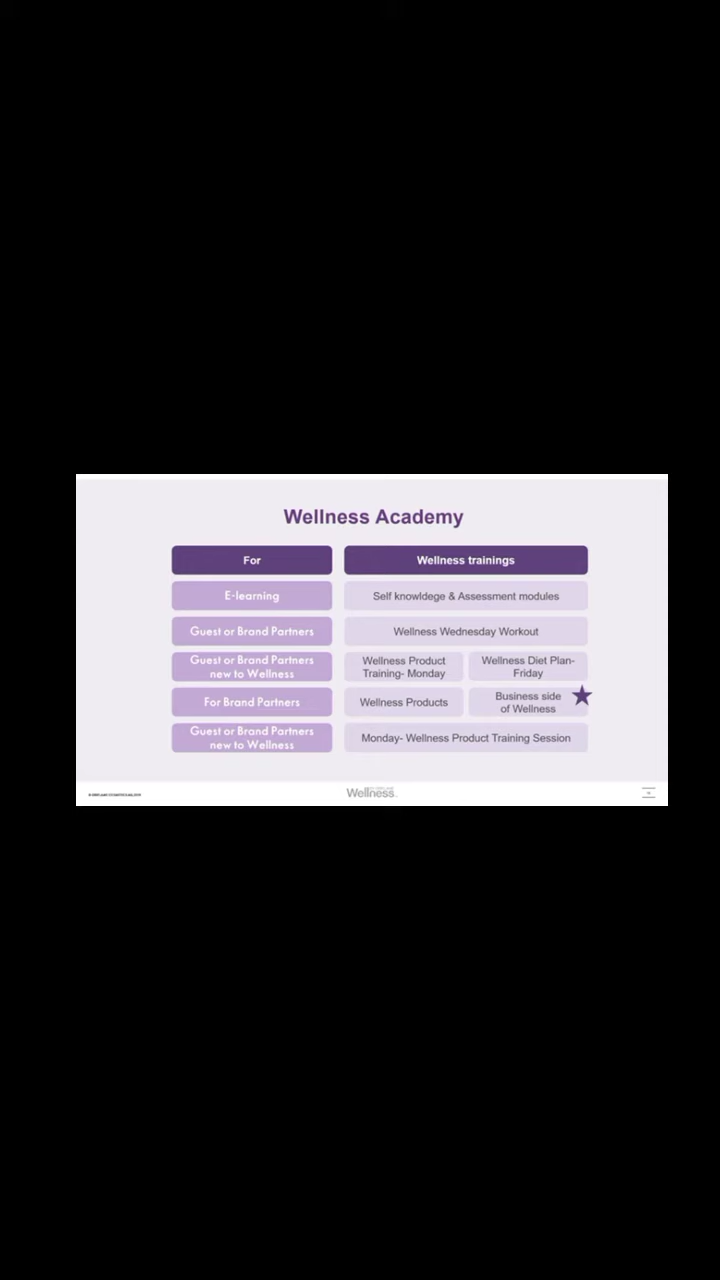 Wellness Academy
For
Wellness trainings
E-learning
Self knowldege & Assessment modules
Guest or Brand Partners
Wellness Wednesday Workout
Guest or Brand Partners
new to Wellness
Wellness Product
Training- Monday
Wellness Diet Plan-
Friday
For Brand Partners
Wellness Products
Business side
of Wellness
Guest or Brand Partners
new to Wellness
Monday- Wellness Product Training Session
Wellness